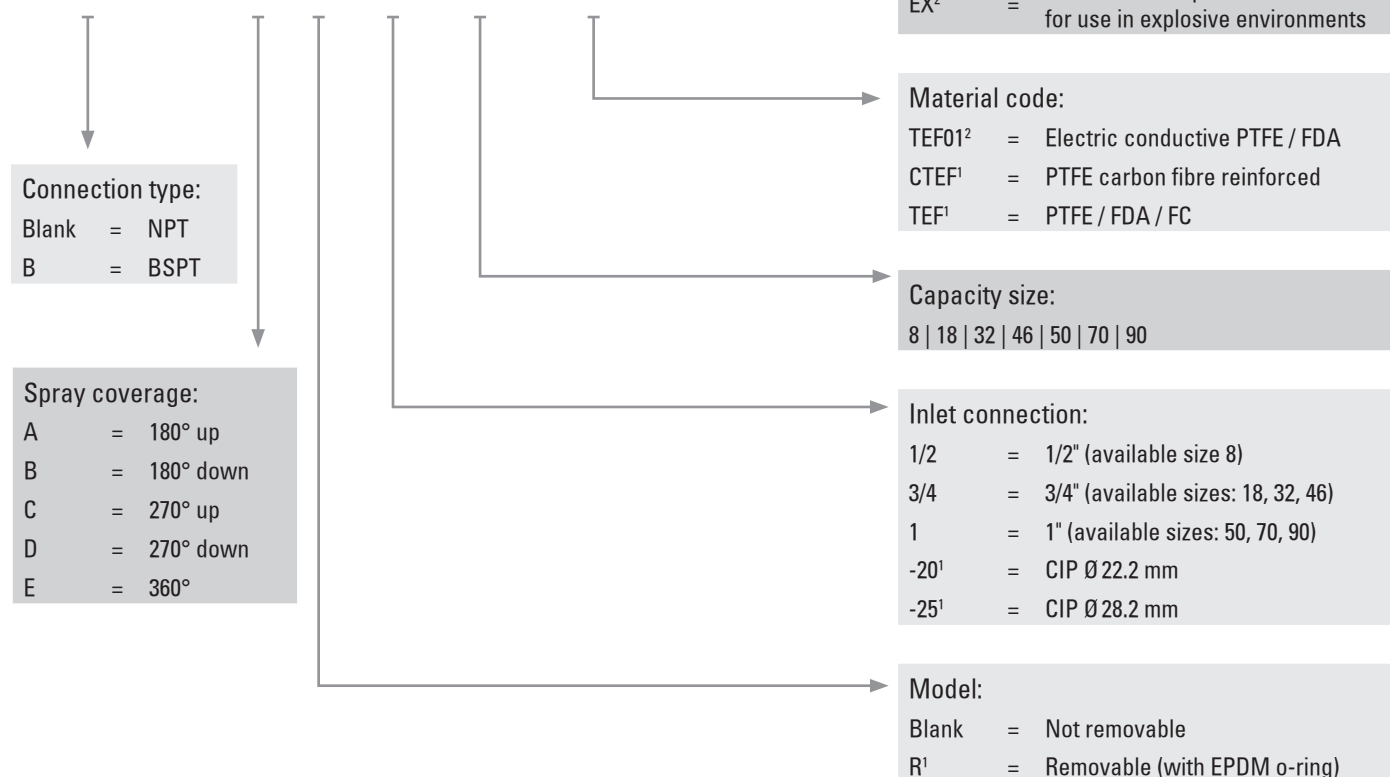 EX² =
for use in explosive environments
Material code:
TEF01² = Electric conductive PTFE / FDA
CTEF¹ = PTFE carbon fibre reinforced
TEF¹ = PTFE / FDA / FC
Connection type:
Blank = NPT
B = BSPT
Capacity size:
8 | 18 | 32 | 46 | 50 | 70 | 90
Spray coverage:
A = 180° up
B = 180° down
C = 270° up
D = 270° down
E = 360°
Inlet connection:
1/2 = 1/2" (available size 8)
3/4 = 3/4" (available sizes: 18, 32, 46)
1 = 1" (available sizes: 50, 70, 90)
-20¹ = CIP Ø 22.2 mm
-25¹ = CIP Ø 28.2 mm
Model:
Blank = Not removable
R¹ = Removable (with EPDM o-ring)